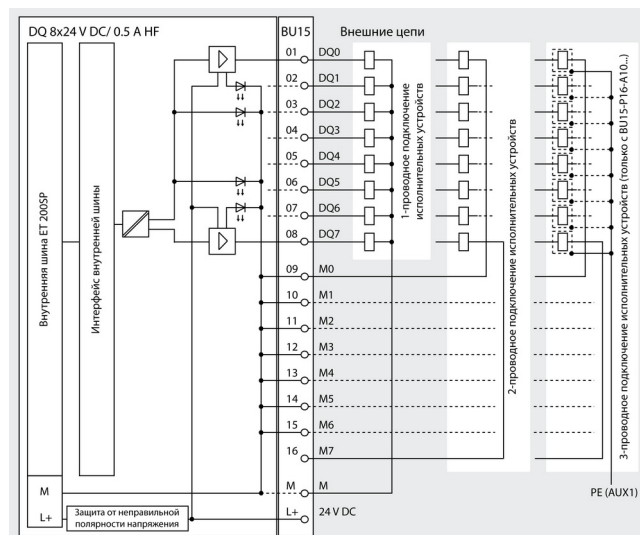 DQ 8x24 V DC/ 0.5 A HF
BU15
Внешние цепи
01 DQ0
02 DQ1
03 DQ2
04 DQ3
05 DQ4
06 DQ5
07 DQ6
08 DQ7
09 M0
10 M1
11 M2
12 M3
13 M4
14 M5
15 M6
16 M7
M
M
M
L+
Защита от неправильной
полярности напряжения
L+
24 V DC
Внутренняя шина ET 200SP
Интерфейс внутренней шины
1-проводное подключение
исполнительных устройств
2-проводное подключение исполнительных устройств
3-проводное подключение исполнительных устройств (только с BU15-P16-A10...)
PE (AUX1)